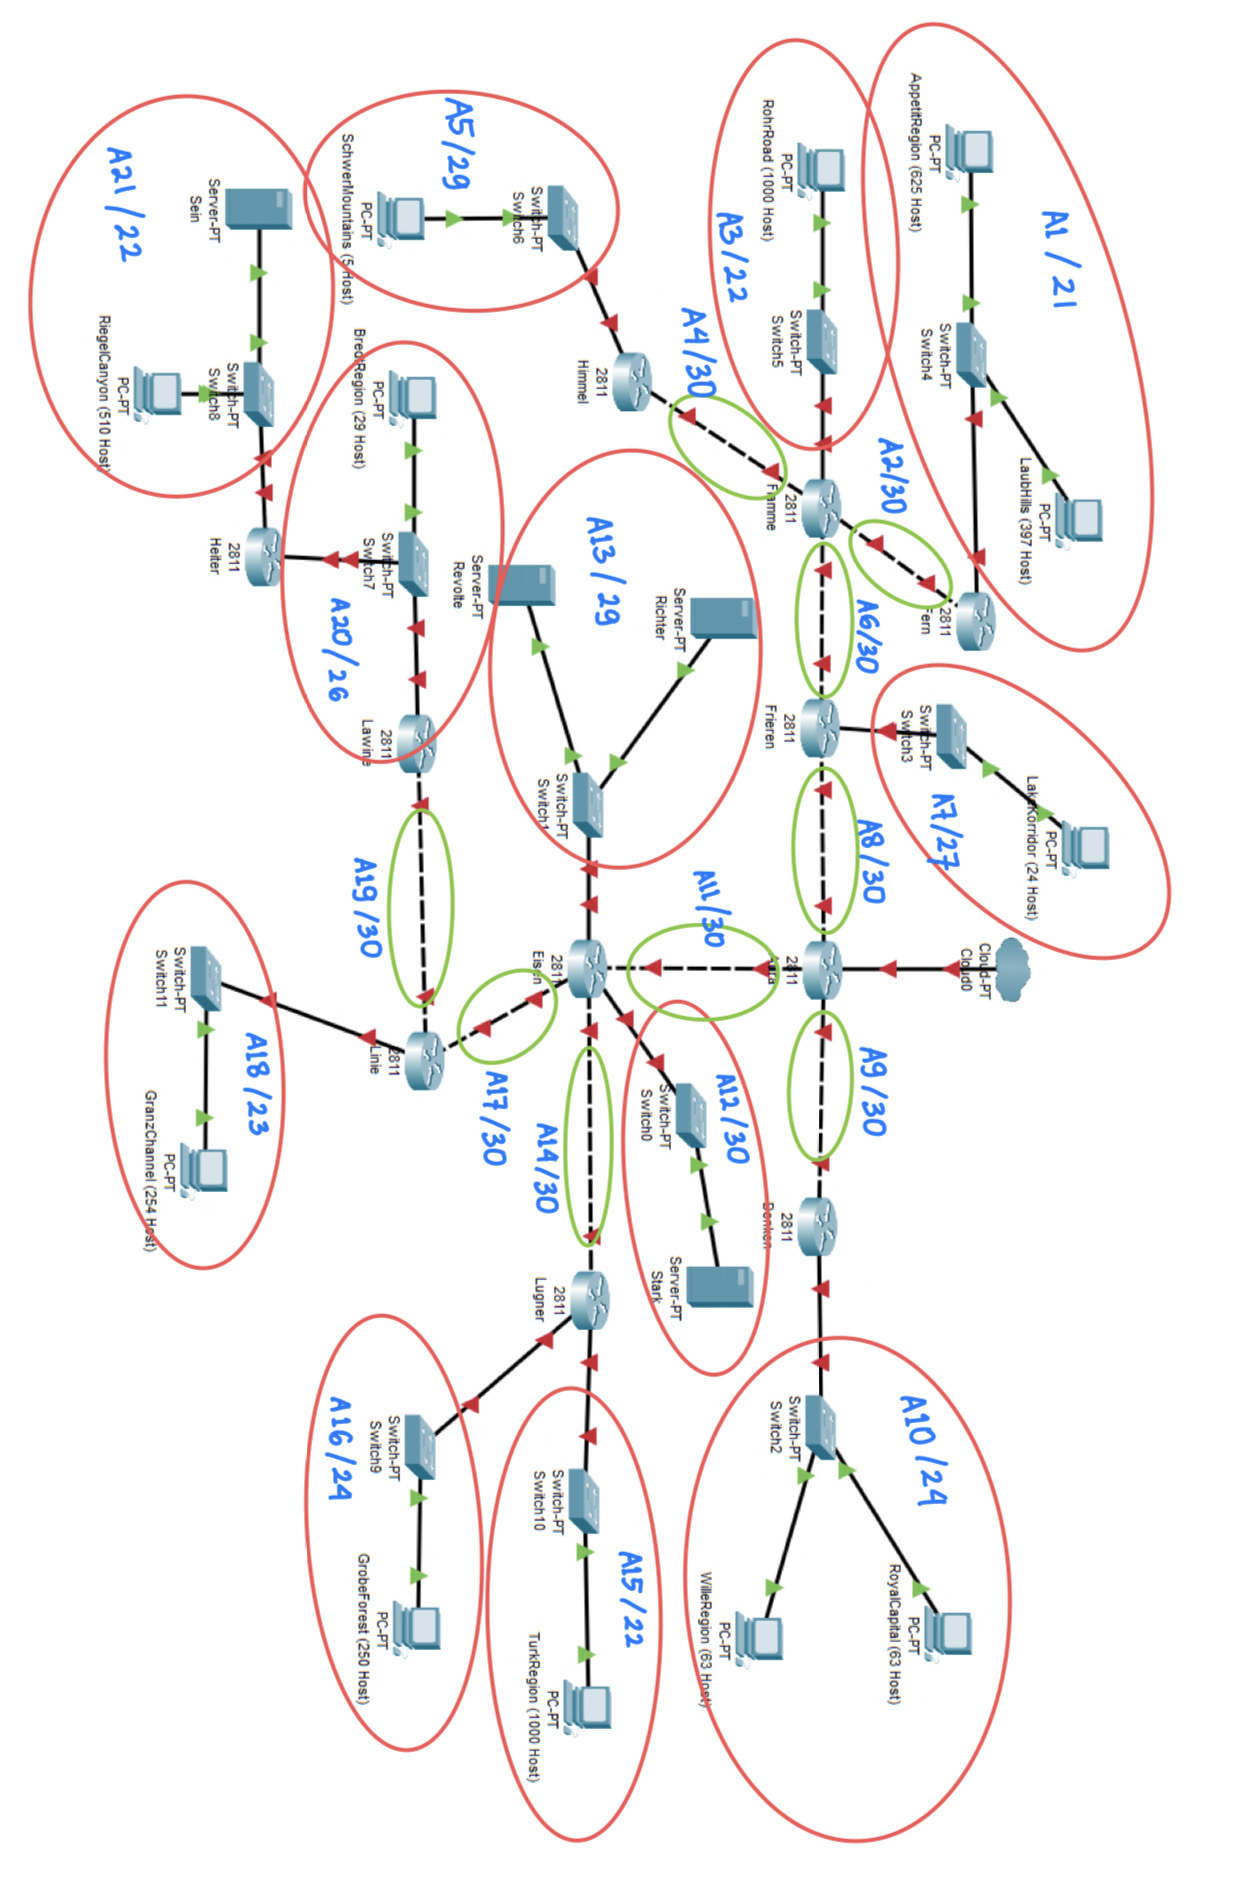 A1/21
PC-PT
LaubHills (397 Host)
PC-PT
AppetitRegion (625 Host)
Switch-PT
Switch4
2811
Fern
A2/30
PC-PT
LakeKorridor (24 Host)
Switch-PT
Switch3
A7/27
Cloud-PT
Cloud0
A10/24
PC-PT
RoyalCapital (63 Host)
Switch-PT
Switch2
PC-PT
WilleRegion (63 Host)
A6/30
A8/30
A9/30
PC-PT
RohrRoad (1000 Host)
Switch-PT
Switch5
A3/22
2811
Flamme
2811
Frieren
2811
Aura
2811
Denken
A4/30
2811
Himmel
Server-PT
Richter
A13/29
Switch-PT
Switch1
Server-PT
Revolte
A11/30
A12/30
Switch-PT
Switch0
Server-PT
Stark
2811
Eisen
A14/30
2811
Lugner
A15/22
Switch-PT
Switch10
PC-PT
TurkRegion (1000 Host)
Switch-PT
Switch6
A5/29
PC-PT
SchwerMountains (5 Host)
A17/30
PC-PT
BredtRegion (29 Host)
Switch-PT
Switch7
A20/26
2811
Lawine
A19/30
2811
Linie
Switch-PT
Switch9
PC-PT
GrobeForest (250 Host)
A16/24
Server-PT
Sein
Switch-PT
Switch8
2811
Heiter
A21/22
PC-PT
RiegelCanyon (510 Host)
A18/23
Switch-PT
Switch11
PC-PT
GranzChannel (254 Host)